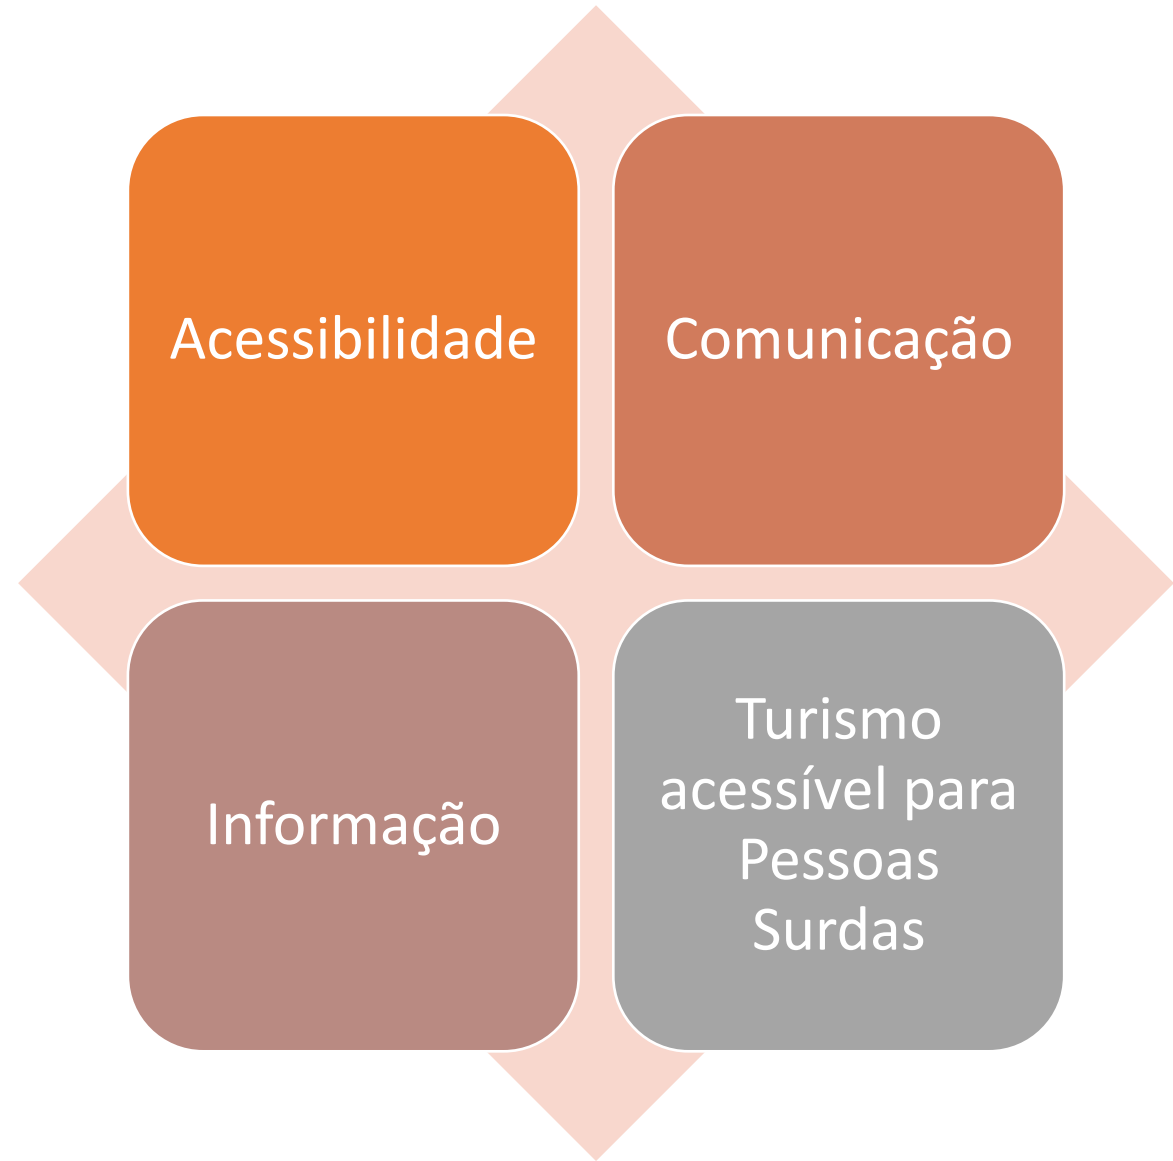 Acessibilidade
Comunicação
Informação
Turismo
acessível para
Pessoas
Surdas